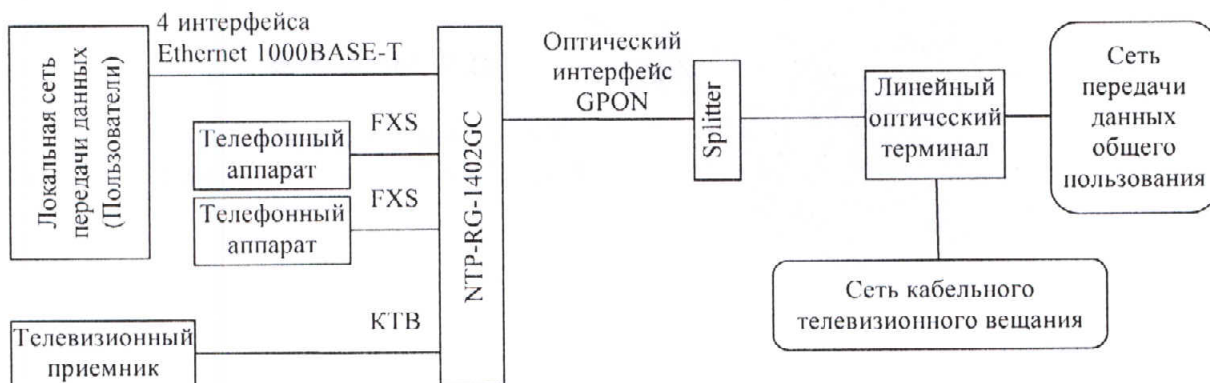 4 интерфейса
Ethernet 1000BASE-T
Локальная сеть
передачи данных
(Пользователи)
FXS
Телефонный
аппарат
FXS
Телефонный
аппарат
КТВ
Телевизионный
приемник
NTP-RG-1402GC
Оптический
интерфейс
GPON
Splitter
Линейный
оптический
терминал
Сеть
передачи
данных
общего
пользования
Сеть кабельного
телевизионного вещания